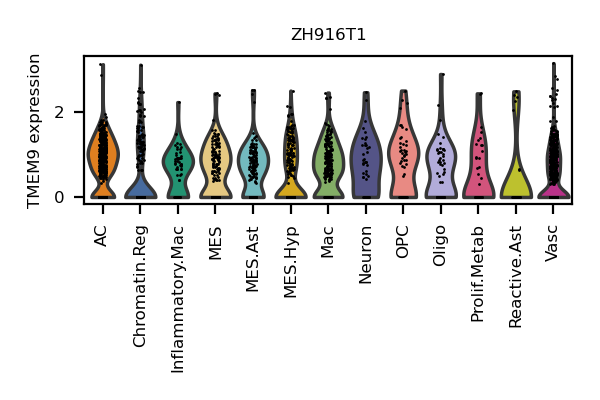 ZH916T1
TMEM9 expression
2
0
AC
Chromatin.Reg
Inflammatory.Mac
MES
MES.Ast
MES.Hyp
Mac
Neuron
OPC
Oligo
Prolif.Metab
Reactive.Ast
Vasc